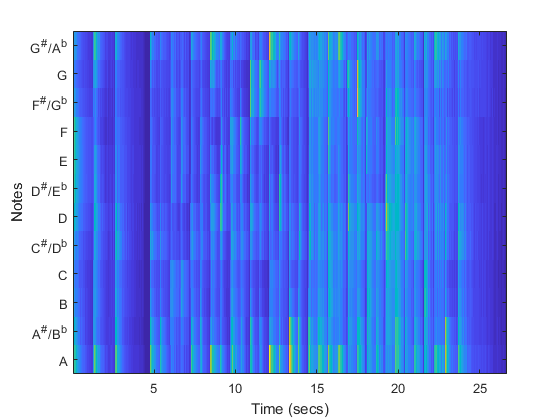 G#/Ab
G
F#/Gb
F
E
D#/Eb
D
C#/Db
C
B
A#/Bb
A
Notes
5 10 15 20 25
Time (secs)